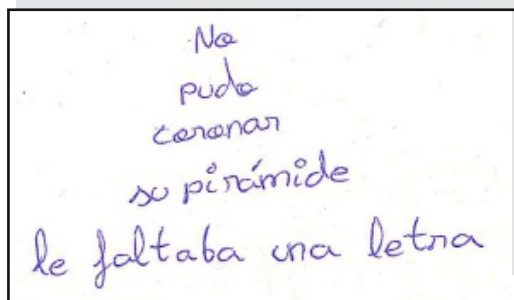 No
pudo
coronar
su pirámide
le faltaba una letra